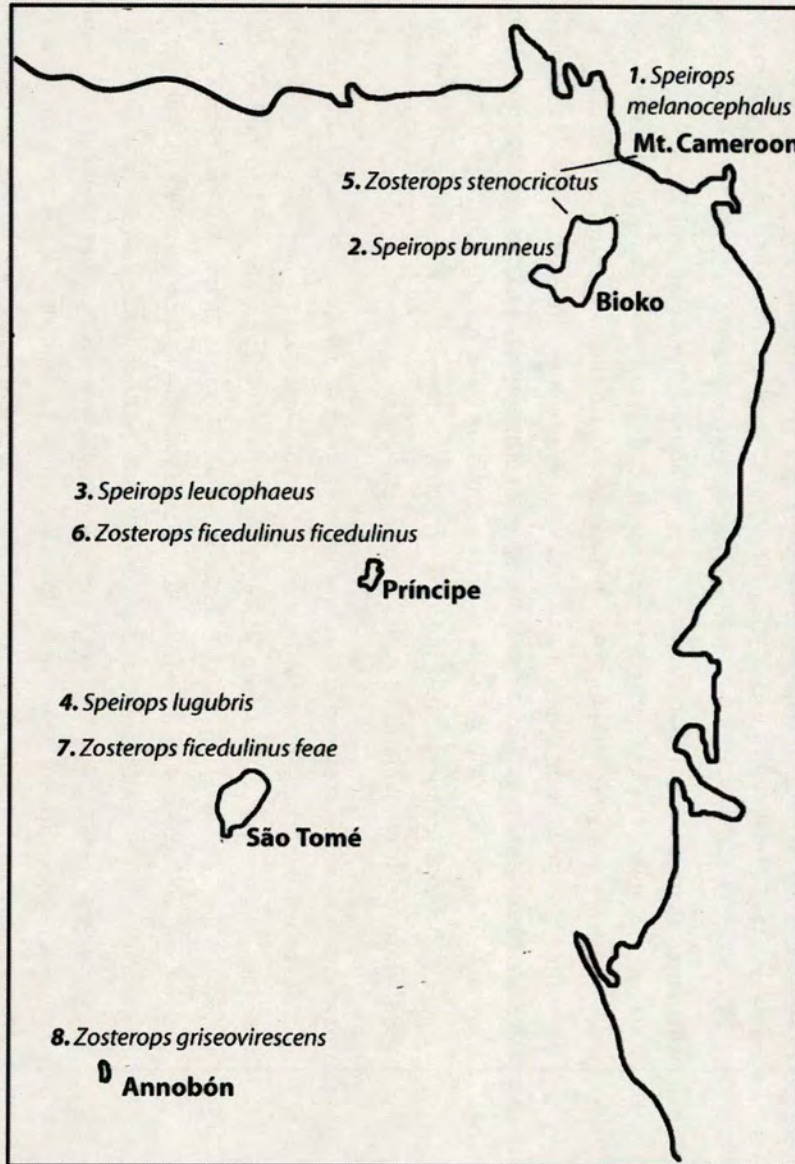 1. Speirops
melanocephalus
Mt. Cameroon
5. Zosterops stenocricotus
2. Speirops brunneus
Bioko
3. Speirops leucophaeus
6. Zosterops ficedulinus ficedulinus
Príncipe
4. Speirops lugubris
7. Zosterops ficedulinus feae
São Tomé
8. Zosterops griseovirescens
Annobón